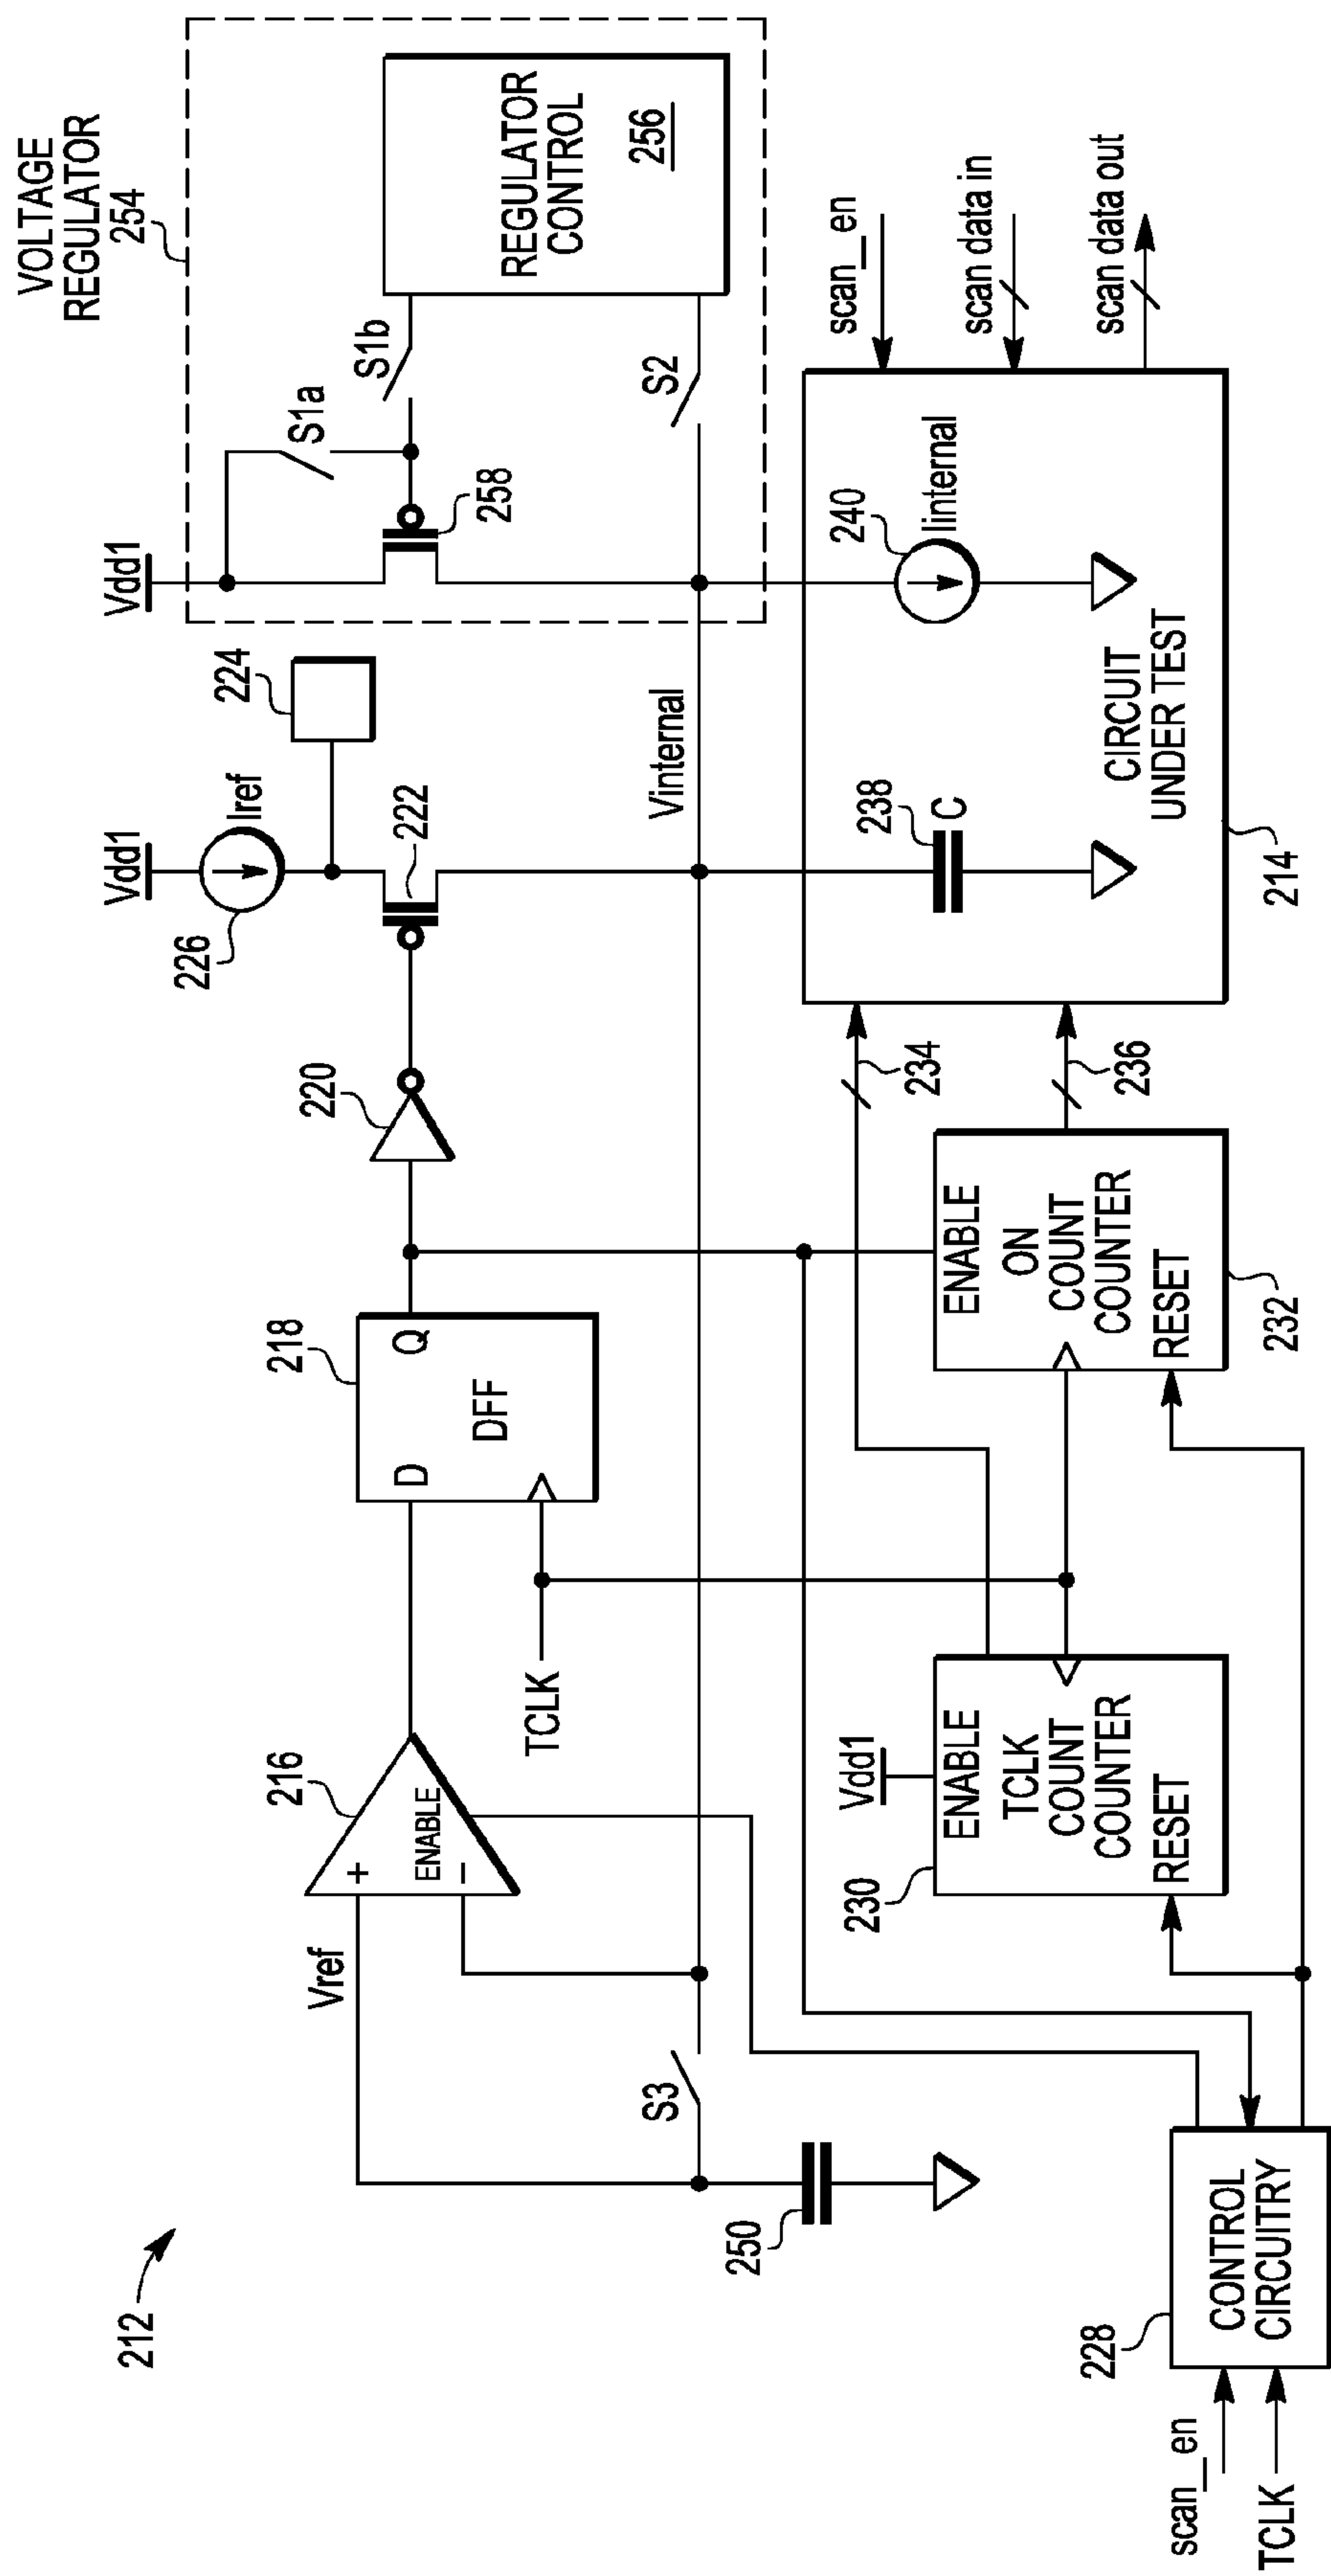 212
VOLTAGE
REGULATOR
254
Vdd1
S1a
S1b
REGULATOR
CONTROL
256
258
S2
Vdd1
226
Iref
224
222
220
218
D
Q
DFF
TCLK
216
+
ENABLE
−
Vref
S3
250
Vinternal
scan_en
scan data in
scan data out
240
Iinternal
238
C
CIRCUIT
UNDER TEST
214
234
236
ENABLE
ON
COUNT
COUNTER
RESET
232
Vdd1
230
ENABLE
TCLK
COUNT
COUNTER
RESET
228
CONTROL
CIRCUITRY
scan_en
TCLK